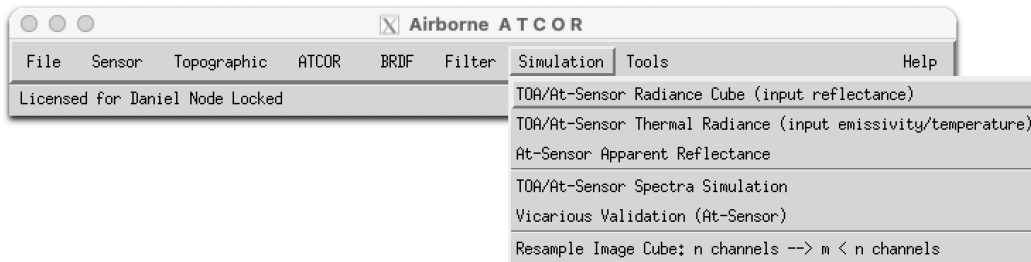 Airborne A T C O R
File Sensor Topographic ATCOR BRDF Filter Simulation Tools Help
Licensed for Daniel Node Locked
TOA/At-Sensor Radiance Cube (input reflectance)
TOA/At-Sensor Thermal Radiance (input emissivity/temperature)
At-Sensor Apparent Reflectance
TOA/At-Sensor Spectra Simulation
Vicarious Validation (At-Sensor)
Resample Image Cube: n channels --> m < n channels